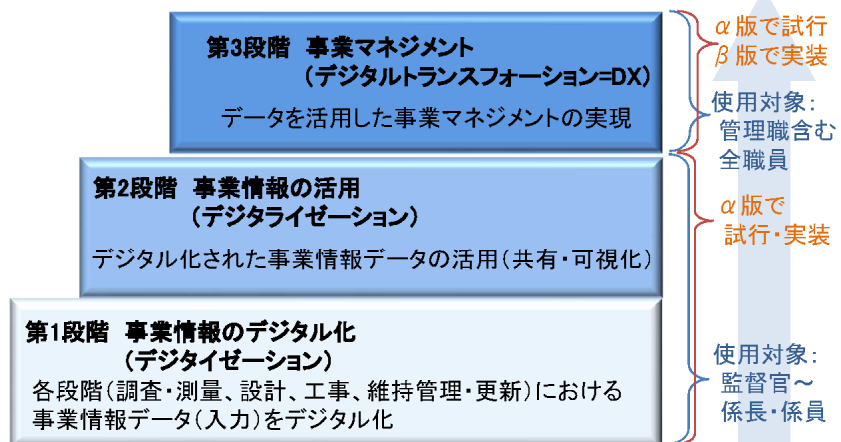 第3段階 事業マネジメント
(デジタルトランスフォーション=DX)
データを活用した事業マネジメントの実現
α版で試行
β版で実装
使用対象:
管理職含む
全職員
第2段階 事業情報の活用
(デジタライゼーション)
デジタル化された事業情報データの活用(共有・可視化)
α版で
試行・実装
第1段階 事業情報のデジタル化
(デジタイゼーション)
各段階(調査・測量、設計、工事、維持管理・更新)における
事業情報データ(入力)をデジタル化
使用対象:
監督官~
係長・係員